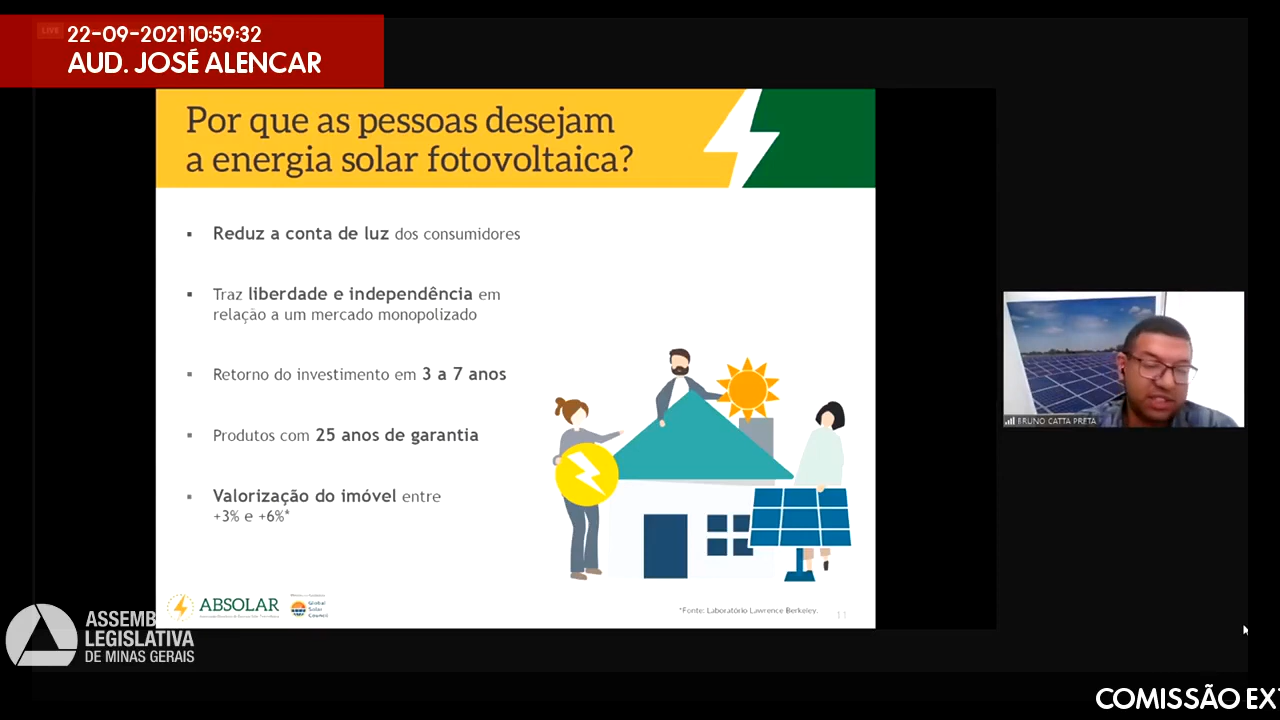 LIVE
22-09-2021 10:59:32
AUD. JOSÉ ALENCAR
Por que as pessoas desejam
a energia solar fotovoltaica?
▪ Reduz a conta de luz dos consumidores
▪ Traz liberdade e independência em
relação a um mercado monopolizado
▪ Retorno do investimento em 3 a 7 anos
▪ Produtos com 25 anos de garantia
▪ Valorização do imóvel entre
+3% e +6%*
ABSOLAR
Global
Solar
Council
*Fonte: Laboratório Lawrence Berkeley.
11
BRUNO CATTA PRETA
ASSEMB
LEGISLATIVA
DE MINAS GERAIS
COMISSÃO EX